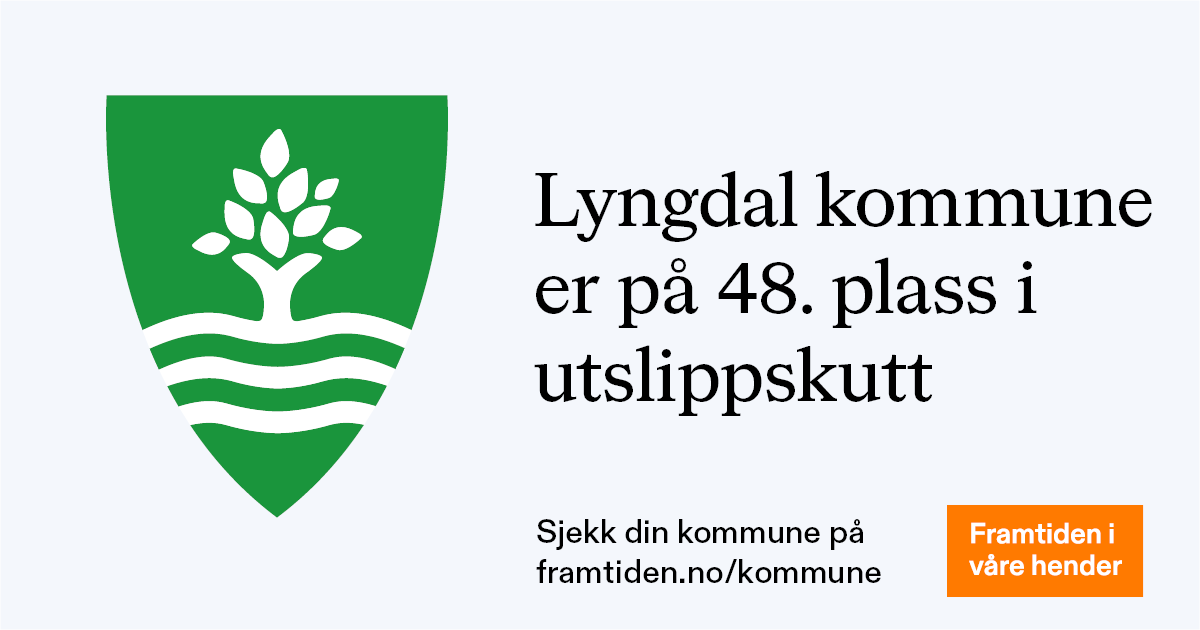 Lyngdal kommune
er på 48. plass i
utslippskutt
Sjekk din kommune på
framtiden.no/kommune
Framtiden i
våre hender